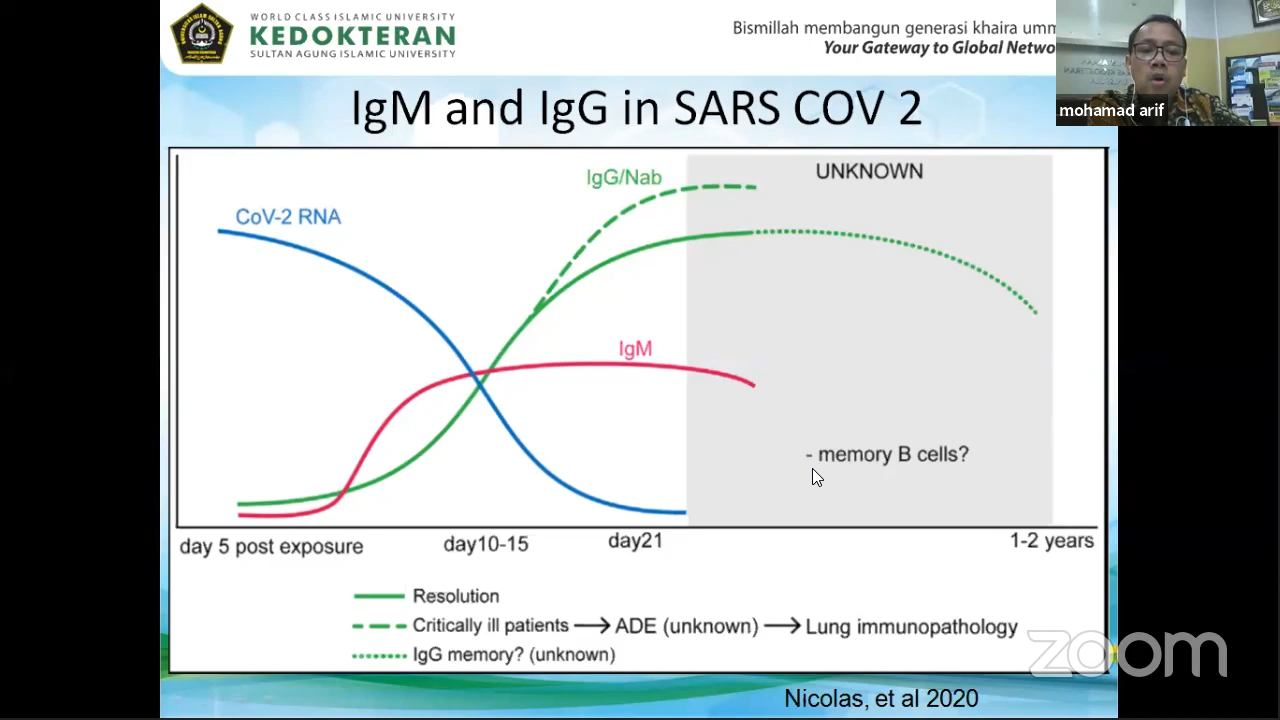 WORLD CLASS ISLAMIC UNIVERSITY
KEDOKTERAN
SULTAN AGUNG ISLAMIC UNIVERSITY
Bismillah membangun generasi khaira umm
Your Gateway to Global Netwo
mohamad arif
IgM and IgG in SARS COV 2
IgG/Nab
UNKNOWN
CoV-2 RNA
IgM
- memory B cells?
day 5 post exposure
day10-15
day21
1-2 years
Resolution
Critically ill patients → ADE (unknown) → Lung immunopathology
IgG memory? (unknown)
zoom
Nicolas, et al 2020